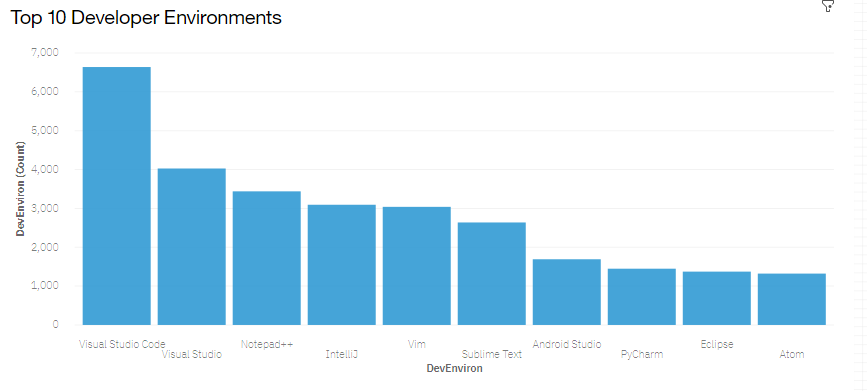 Top 10 Developer Environments
7,000
6,000
5,000
4,000
3,000
2,000
1,000
0
DevEnviron (Count)
Visual Studio Code
Visual Studio
Notepad++
IntelliJ
Vim
Sublime Text
Android Studio
PyCharm
Eclipse
Atom
DevEnviron